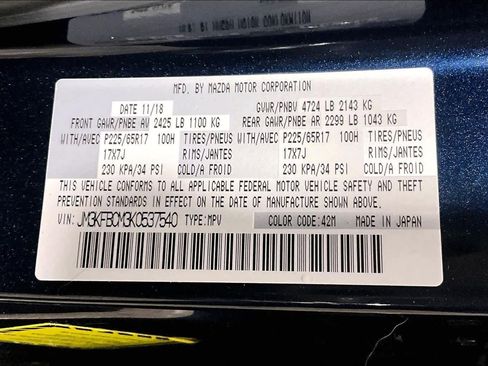 MFD. BY MAZDA MOTOR CORPORATION
DATE 11/18 GVWR/PNBV 4724 LB 2143 KG
FRONT GAWR/PNBE AV 2425 LB 1100 KG REAR GAWR/PNBE AR 2299 LB 1043 KG
WITH/AVEC P225/65R17 100H TIRES/PNEUS WITH/AVEC P225/65R17 100H TIRES/PNEUS
17X7J RIMS/JANTES 17X7J RIMS/JANTES
230 KPA/34 PSI COLD/A FROID 230 KPA/34 PSI COLD/A FROID
THIS VEHICLE CONFORMS TO ALL APPLICABLE FEDERAL MOTOR VEHICLE SAFETY AND THEFT
PREVENTION STANDARDS IN EFFECT ON THE DATE OF MANUFACTURE SHOWN ABOVE.
VIN: JM3KFBCM3K0537540 TYPE: MPV COLOR CODE: 42M MADE IN JAPAN